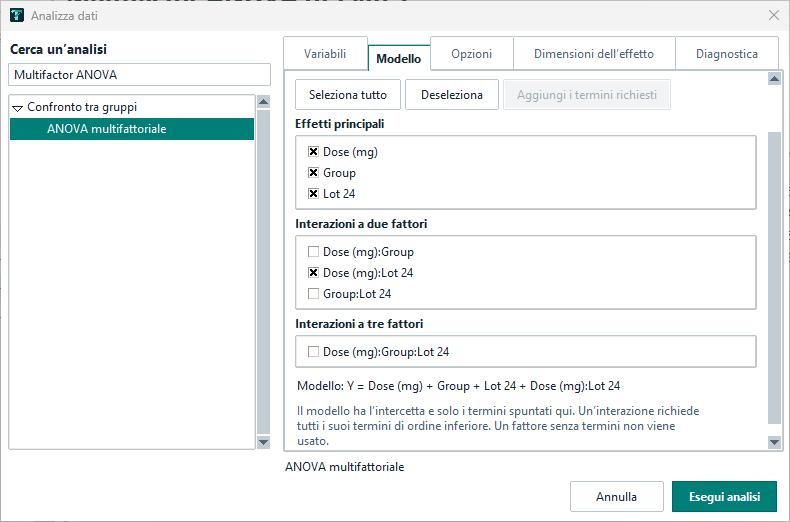 Analizza dati
Cerca un'analisi
Multifactor ANOVA
Confronto tra gruppi
ANOVA multifattoriale
Variabili
Modello
Opzioni
Dimensioni dell'effetto
Diagnostica
Seleziona tutto
Deseleziona
Aggiungi i termini richiesti
Effetti principali
Dose (mg)
Group
Lot 24
Interazioni a due fattori
Dose (mg):Group
Dose (mg):Lot 24
Group:Lot 24
Interazioni a tre fattori
Dose (mg):Group:Lot 24
Modello: Y = Dose (mg) + Group + Lot 24 + Dose (mg):Lot 24
Il modello ha l'intercetta e solo i termini spuntati qui. Un'interazione richiede
tutti i suoi termini di ordine inferiore. Un fattore senza termini non viene
usato.
ANOVA multifattoriale
Annulla
Esegui analisi